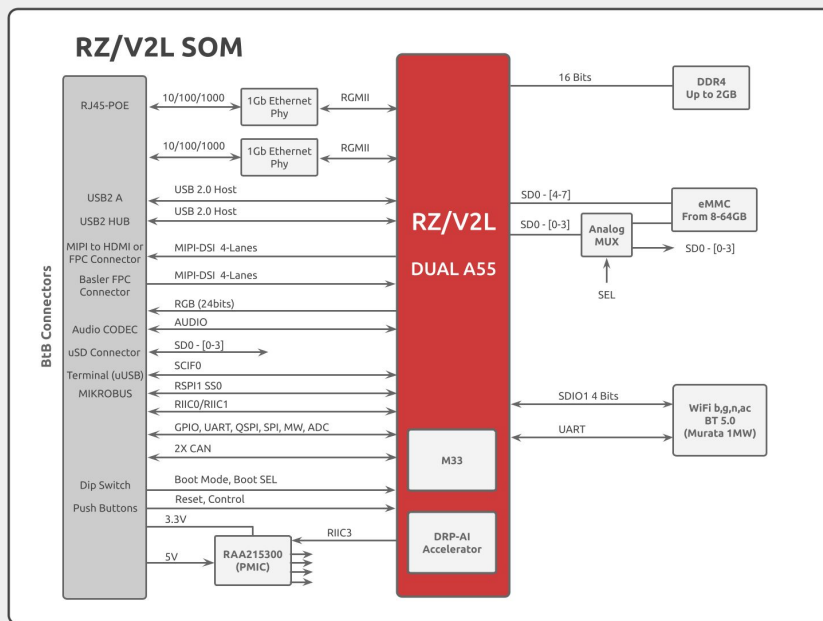 RZ/V2L SOM
BtB Connectors
RJ45-POE
10/100/1000
1Gb Ethernet
Phy
RGMII
10/100/1000
1Gb Ethernet
Phy
RGMII
USB2 A
USB 2.0 Host
USB2 HUB
USB 2.0 Host
MIPI to HDMI or
FPC Connector
MIPI-DSI 4-Lanes
Basler FPC
Connector
MIPI-DSI 4-Lanes
RGB (24bits)
Audio CODEC
AUDIO
uSD Connector
SD0 - [0-3]
Terminal (uUSB)
SCIF0
MIKROBUS
RSPI1 SS0
RIIC0/RIIC1
GPIO, UART, QSPI, SPI, MW, ADC
2X CAN
Dip Switch
Boot Mode, Boot SEL
Push Buttons
Reset, Control
3.3V
5V
RAA215300
(PMIC)
RIIC3
RZ/V2L
DUAL A55
M33
DRP-AI
Accelerator
16 Bits
DDR4
Up to 2GB
SD0 - [4-7]
eMMC
From 8-64GB
SD0 - [0-3]
Analog
MUX
SD0 - [0-3]
SEL
SDIO1 4 Bits
UART
WiFi b,g,n,ac
BT 5.0
(Murata 1MW)